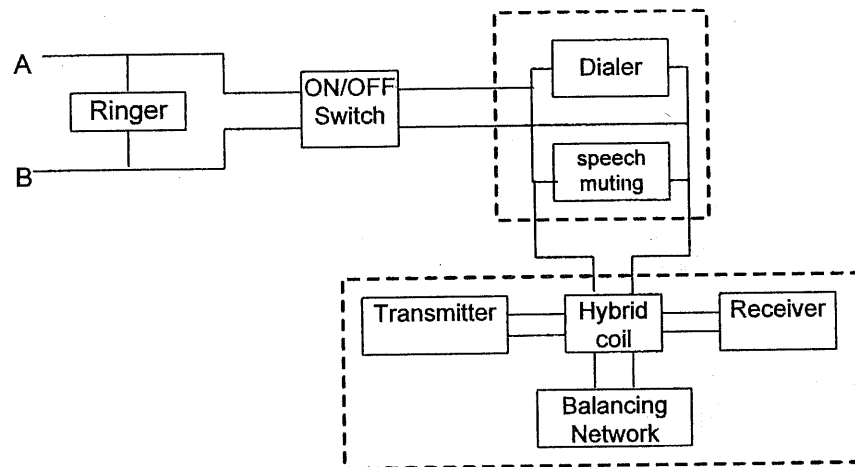 A
Ringer
B
ON/OFF
Switch
Dialer
speech
muting
Transmitter
Hybrid
coil
Receiver
Balancing
Network